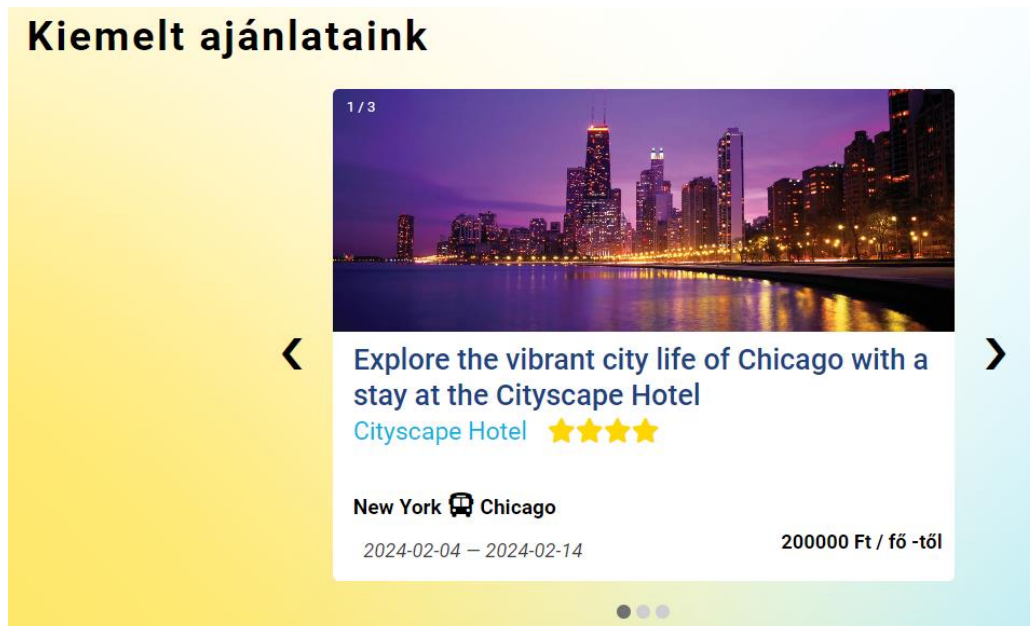 Kiemelt ajánlataink
1 / 3
Explore the vibrant city life of Chicago with a
stay at the Cityscape Hotel
Cityscape Hotel
New York Chicago
2024-02-04 — 2024-02-14
200000 Ft / fő -től